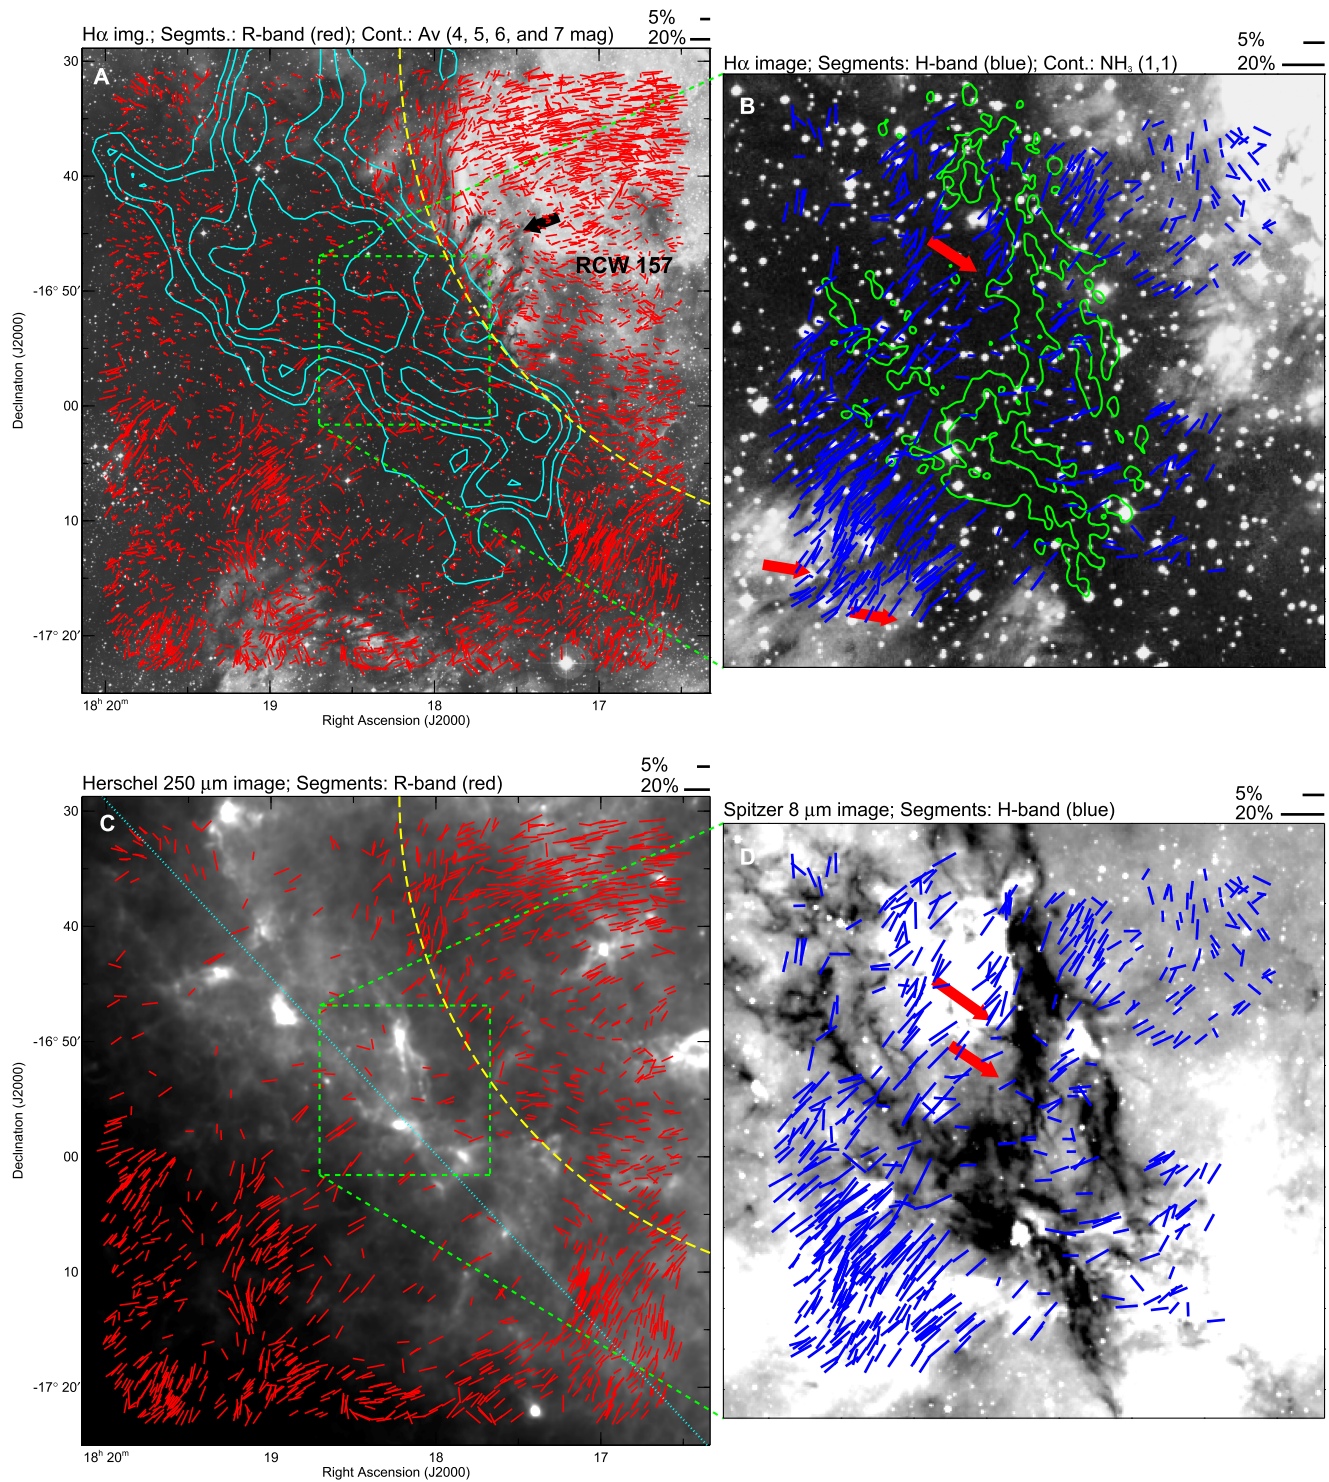 5%
20%
Hα img.; Segmts.: R-band (red); Cont.: Av (4, 5, 6, and 7 mag)
A
RCW 157
30
40
-16° 50'
00
10
-17° 20'
Declination (J2000)
18ʰ 20ᵐ 19 18 17
Right Ascension (J2000)
5%
20%
Hα image; Segments: H-band (blue); Cont.: NH₃ (1,1)
B
5%
20%
Herschel 250 μm image; Segments: R-band (red)
C
30
40
-16° 50'
00
10
-17° 20'
Declination (J2000)
18ʰ 20ᵐ 19 18 17
Right Ascension (J2000)
5%
20%
Spitzer 8 μm image; Segments: H-band (blue)
D